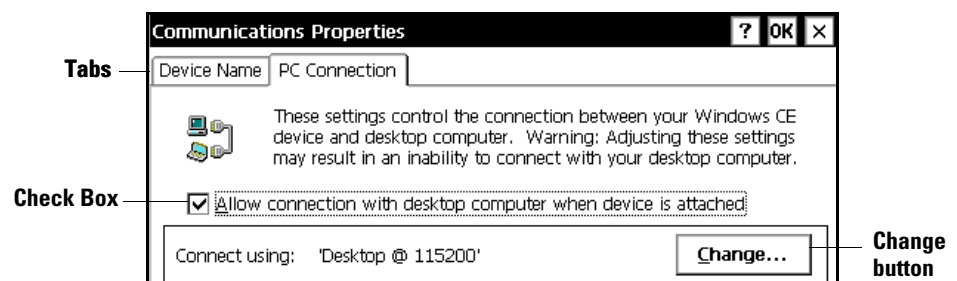 Communications Properties ? OK ×
Tabs
Device Name PC Connection
These settings control the connection between your Windows CE
device and desktop computer. Warning: Adjusting these settings
may result in an inability to connect with your desktop computer.
Check Box
Allow connection with desktop computer when device is attached
Connect using: 'Desktop @ 115200' Change...
Change
button